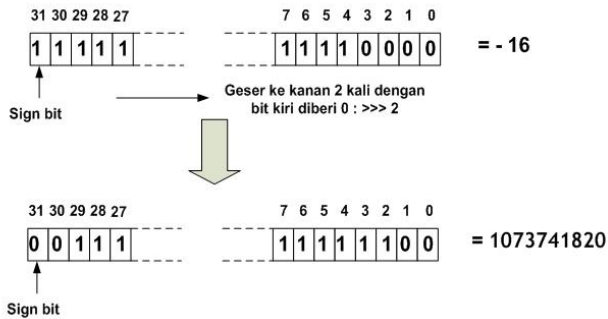 31 30 29 28 27 7 6 5 4 3 2 1 0
1 1 1 1 1 1 1 1 1 0 0 0 0 = - 16
Sign bit
Geser ke kanan 2 kali dengan
bit kiri diberi 0 : >>> 2
31 30 29 28 27 7 6 5 4 3 2 1 0
0 0 1 1 1 1 1 1 1 1 1 0 0 = 1073741820
Sign bit